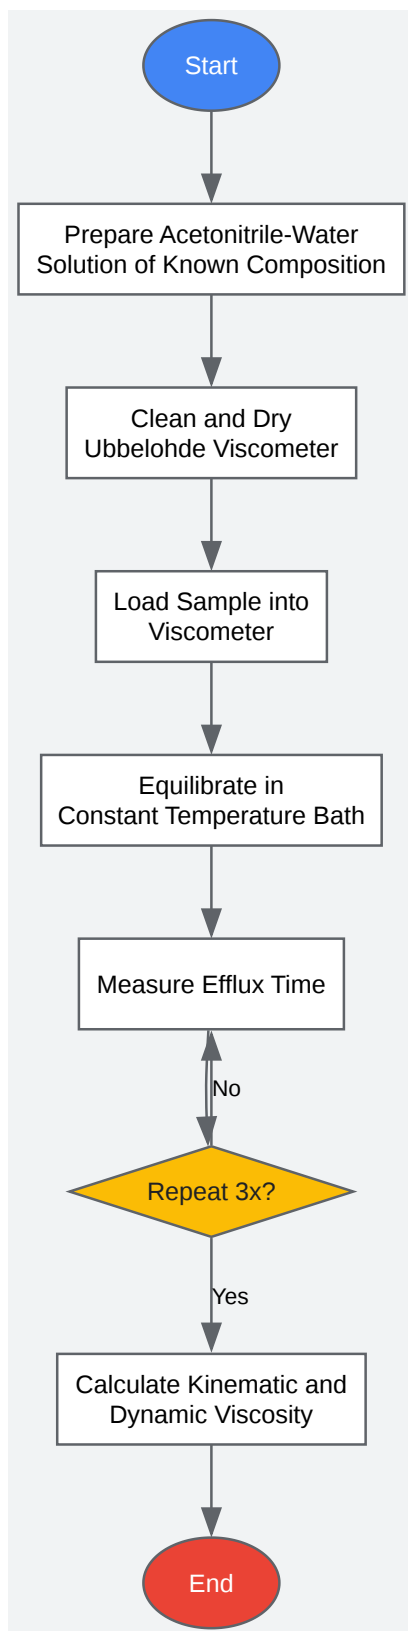 Start
Prepare Acetonitrile-Water
Solution of Known Composition
Clean and Dry
Ubbelohde Viscometer
Load Sample into
Viscometer
Equilibrate in
Constant Temperature Bath
Measure Efflux Time
No
Repeat 3x?
Yes
Calculate Kinematic and
Dynamic Viscosity
End